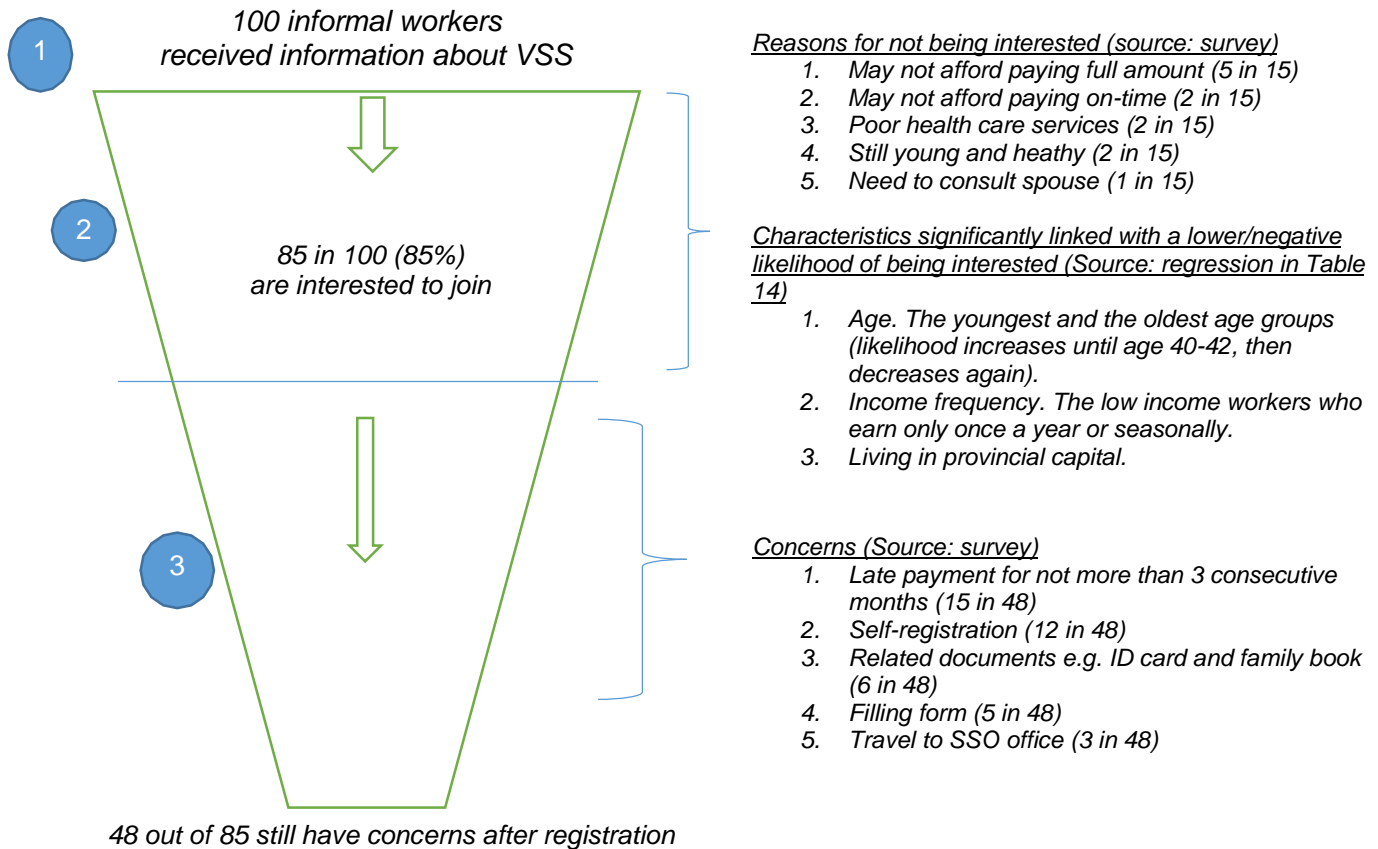 1
100 informal workers
received information about VSS
2
85 in 100 (85%)
are interested to join
3
48 out of 85 still have concerns after registration
Reasons for not being interested (source: survey)
1. May not afford paying full amount (5 in 15)
2. May not afford paying on-time (2 in 15)
3. Poor health care services (2 in 15)
4. Still young and heathy (2 in 15)
5. Need to consult spouse (1 in 15)
Characteristics significantly linked with a lower/negative
likelihood of being interested (Source: regression in Table
14)
1. Age. The youngest and the oldest age groups
(likelihood increases until age 40-42, then
decreases again).
2. Income frequency. The low income workers who
earn only once a year or seasonally.
3. Living in provincial capital.
Concerns (Source: survey)
1. Late payment for not more than 3 consecutive
months (15 in 48)
2. Self-registration (12 in 48)
3. Related documents e.g. ID card and family book
(6 in 48)
4. Filling form (5 in 48)
5. Travel to SSO office (3 in 48)